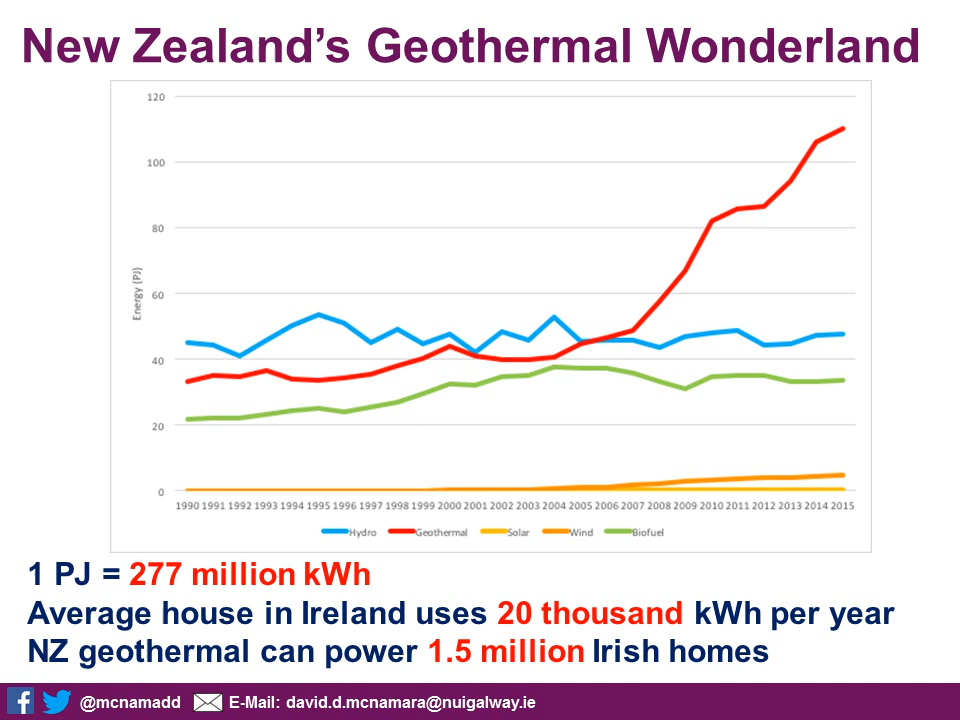 New Zealand’s Geothermal Wonderland
120
100
80
60
40
20
0
Energy (PJ)
1990 1991 1992 1993 1994 1995 1996 1997 1998 1999 2000 2001 2002 2003 2004 2005 2006 2007 2008 2009 2010 2011 2012 2013 2014 2015
Hydro Geothermal Solar Wind Biofuel
1 PJ = 277 million kWh
Average house in Ireland uses 20 thousand kWh per year
NZ geothermal can power 1.5 million Irish homes
@mcnamadd E-Mail: david.d.mcnamara@nuigalway.ie